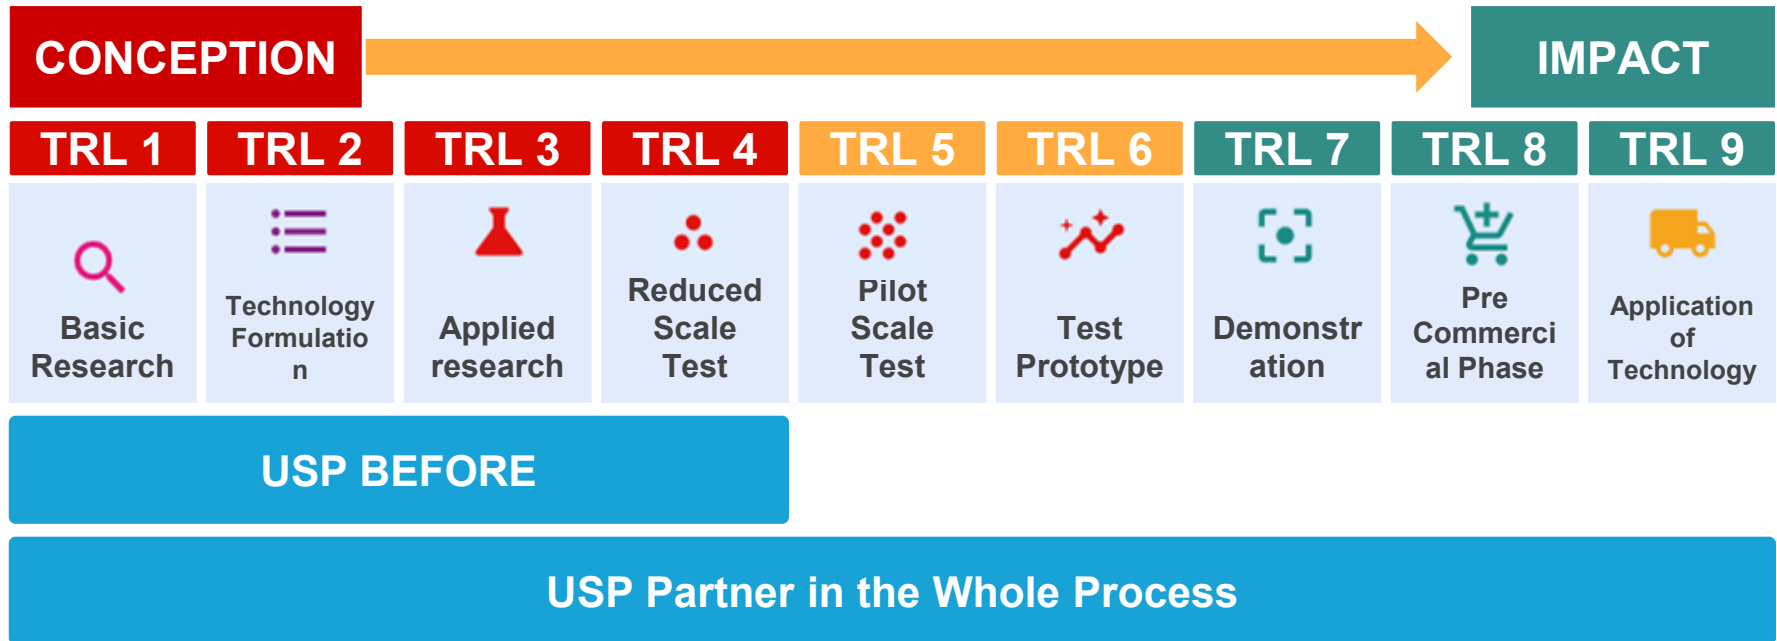 CONCEPTION
IMPACT
TRL 1
TRL 2
TRL 3
TRL 4
TRL 5
TRL 6
TRL 7
TRL 8
TRL 9
Basic
Research
Technology
Formulatio
n
Applied
research
Reduced
Scale
Test
Pilot
Scale
Test
Test
Prototype
Demonstr
ation
Pre
Commerci
al Phase
Application
of
Technology
USP BEFORE
USP Partner in the Whole Process